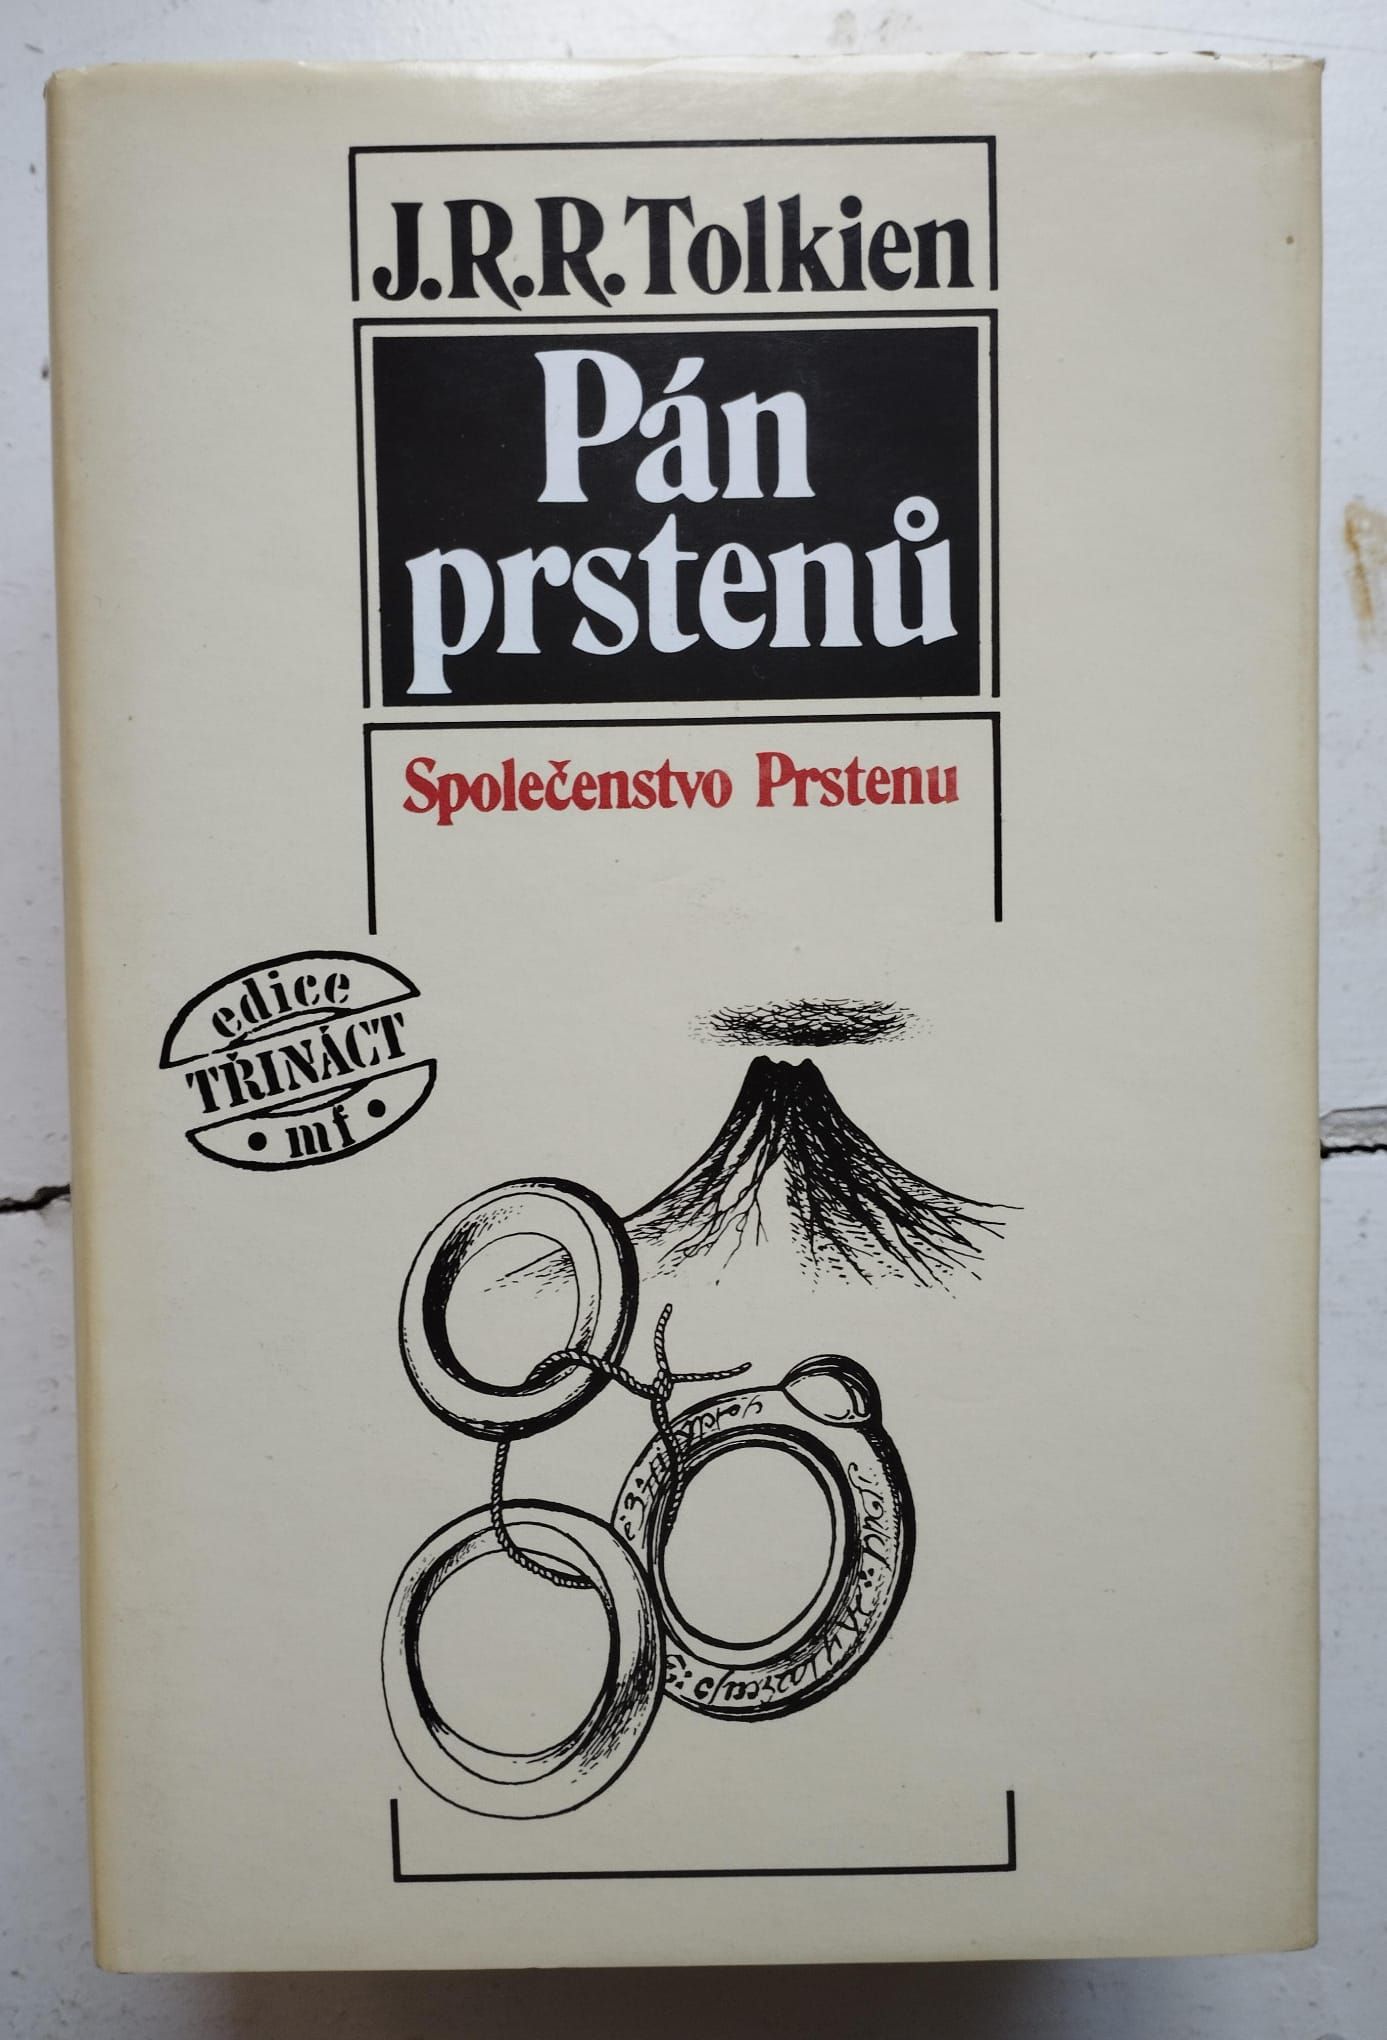 J.R.R.Tolkien
Pán
prstenů
Společenstvo Prstenu
edice
TŘINÁCT
• mf •